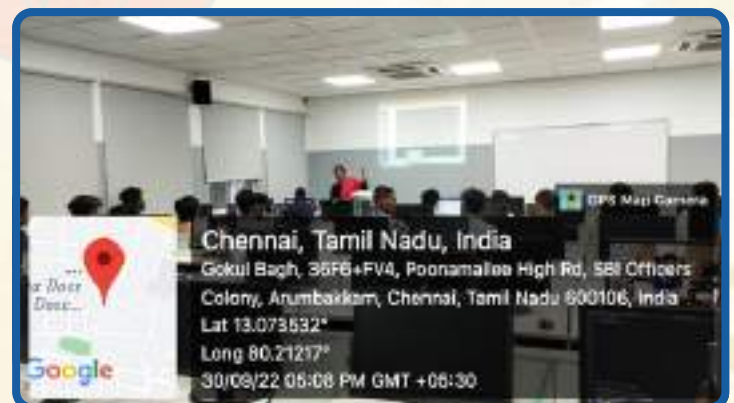 GPS Map Camera
Chennai, Tamil Nadu, India
Gokul Bagh, 36F6+FV4, Poonamallee High Rd, SBI Officers
Colony, Arumbakkam, Chennai, Tamil Nadu 600106, India
Lat 13.073532°
Long 80.21217°
30/09/22 05:08 PM GMT +05:30
Google